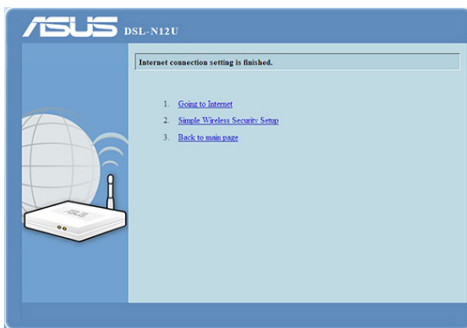 ASUS DSL-N12U
Internet connection setting is finished.
1. Going to Internet
2. Simple Wireless Security Setup
3. Back to main page
ASUS